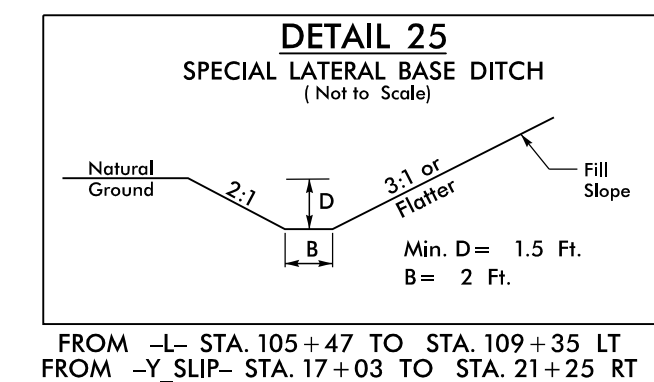 DETAIL 25
SPECIAL LATERAL BASE DITCH
( Not to Scale)
Natural
Ground
2:1
D
B
3:1 or
Flatter
Fill
Slope
Min. D= 1.5 Ft.
B= 2 Ft.
FROM -L- STA. 105+47 TO STA. 109+35 LT
FROM -Y_SLIP- STA. 17+03 TO STA. 21+25 RT